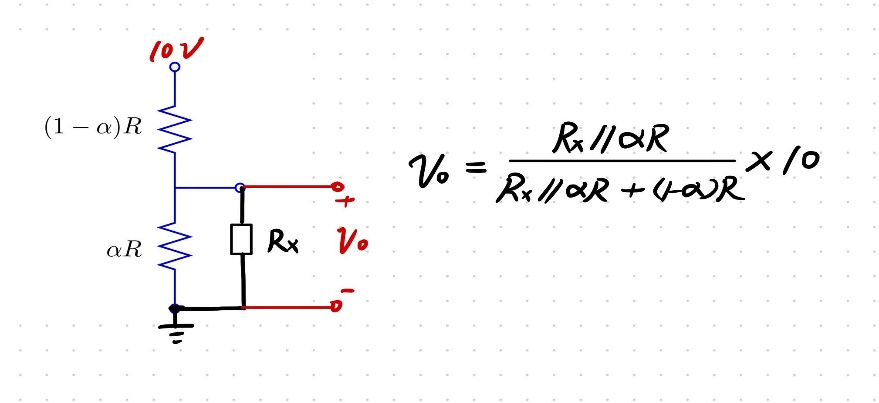 10V
(1 − α)R
αR
Rx
+
Vo
-
Vo = Rx//αR / Rx//αR + (1-α)R × 10